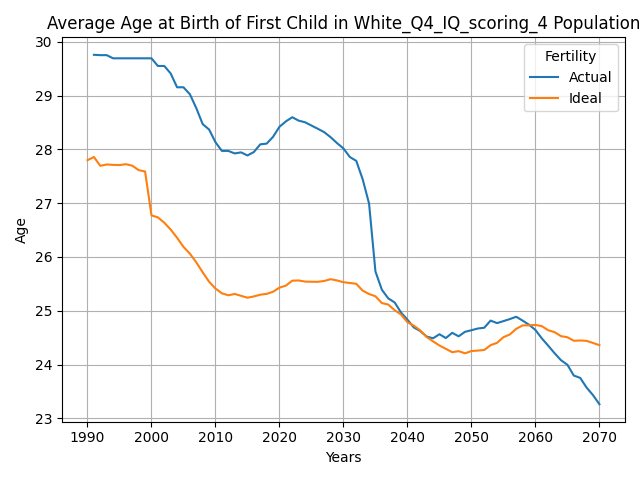 Average Age at Birth of First Child in White_Q4_IQ_scoring_4 Population
Age
30
29
28
27
26
25
24
23
Fertility
Actual
Ideal
1990 2000 2010 2020 2030 2040 2050 2060 2070
Years